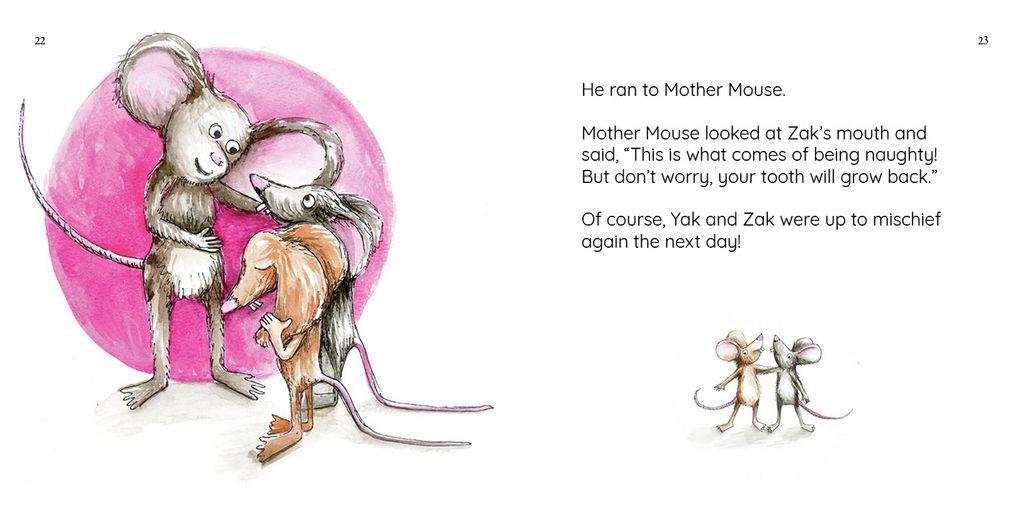 22
23
He ran to Mother Mouse.
Mother Mouse looked at Zak’s mouth and
said, “This is what comes of being naughty!
But don’t worry, your tooth will grow back.”
Of course, Yak and Zak were up to mischief
again the next day!